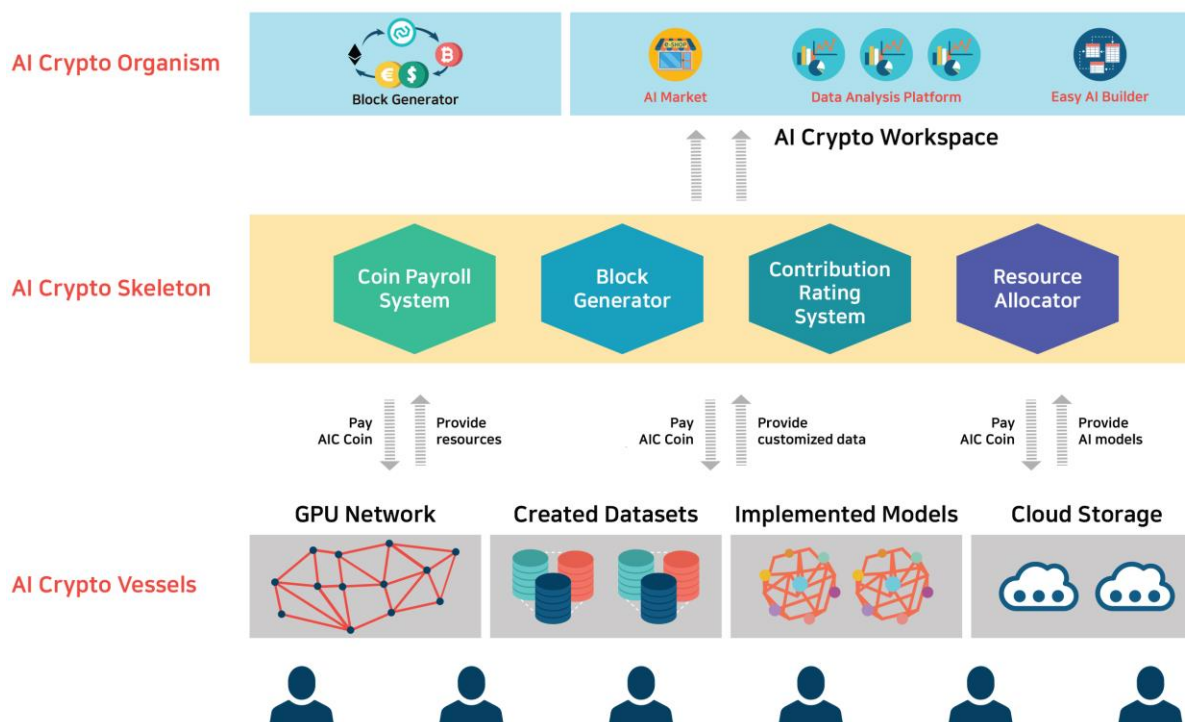 AI Crypto Organism
Block Generator
E-SHOP
AI Market
Data Analysis Platform
Easy AI Builder
AI Crypto Workspace
AI Crypto Skeleton
Coin Payroll
System
Block
Generator
Contribution
Rating
System
Resource
Allocator
Pay
AIC Coin
Provide
resources
Pay
AIC Coin
Provide
customized data
Pay
AIC Coin
Provide
AI models
GPU Network
Created Datasets
Implemented Models
Cloud Storage
AI Crypto Vessels